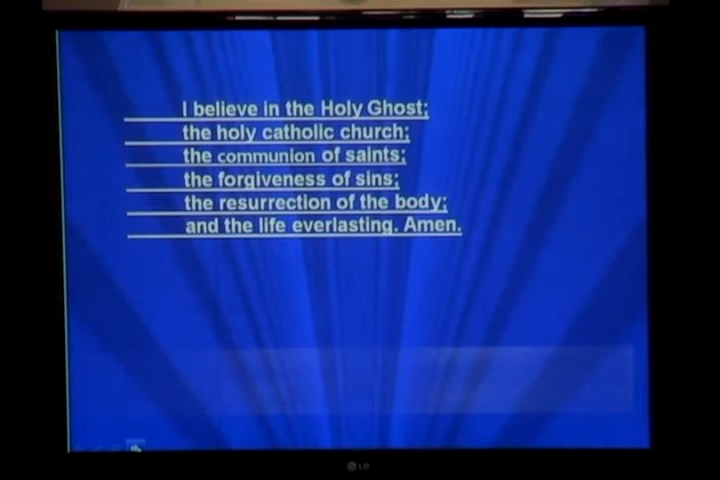 I believe in the Holy Ghost;
the holy catholic church;
the communion of saints;
the forgiveness of sins;
the resurrection of the body;
and the life everlasting. Amen.
LG